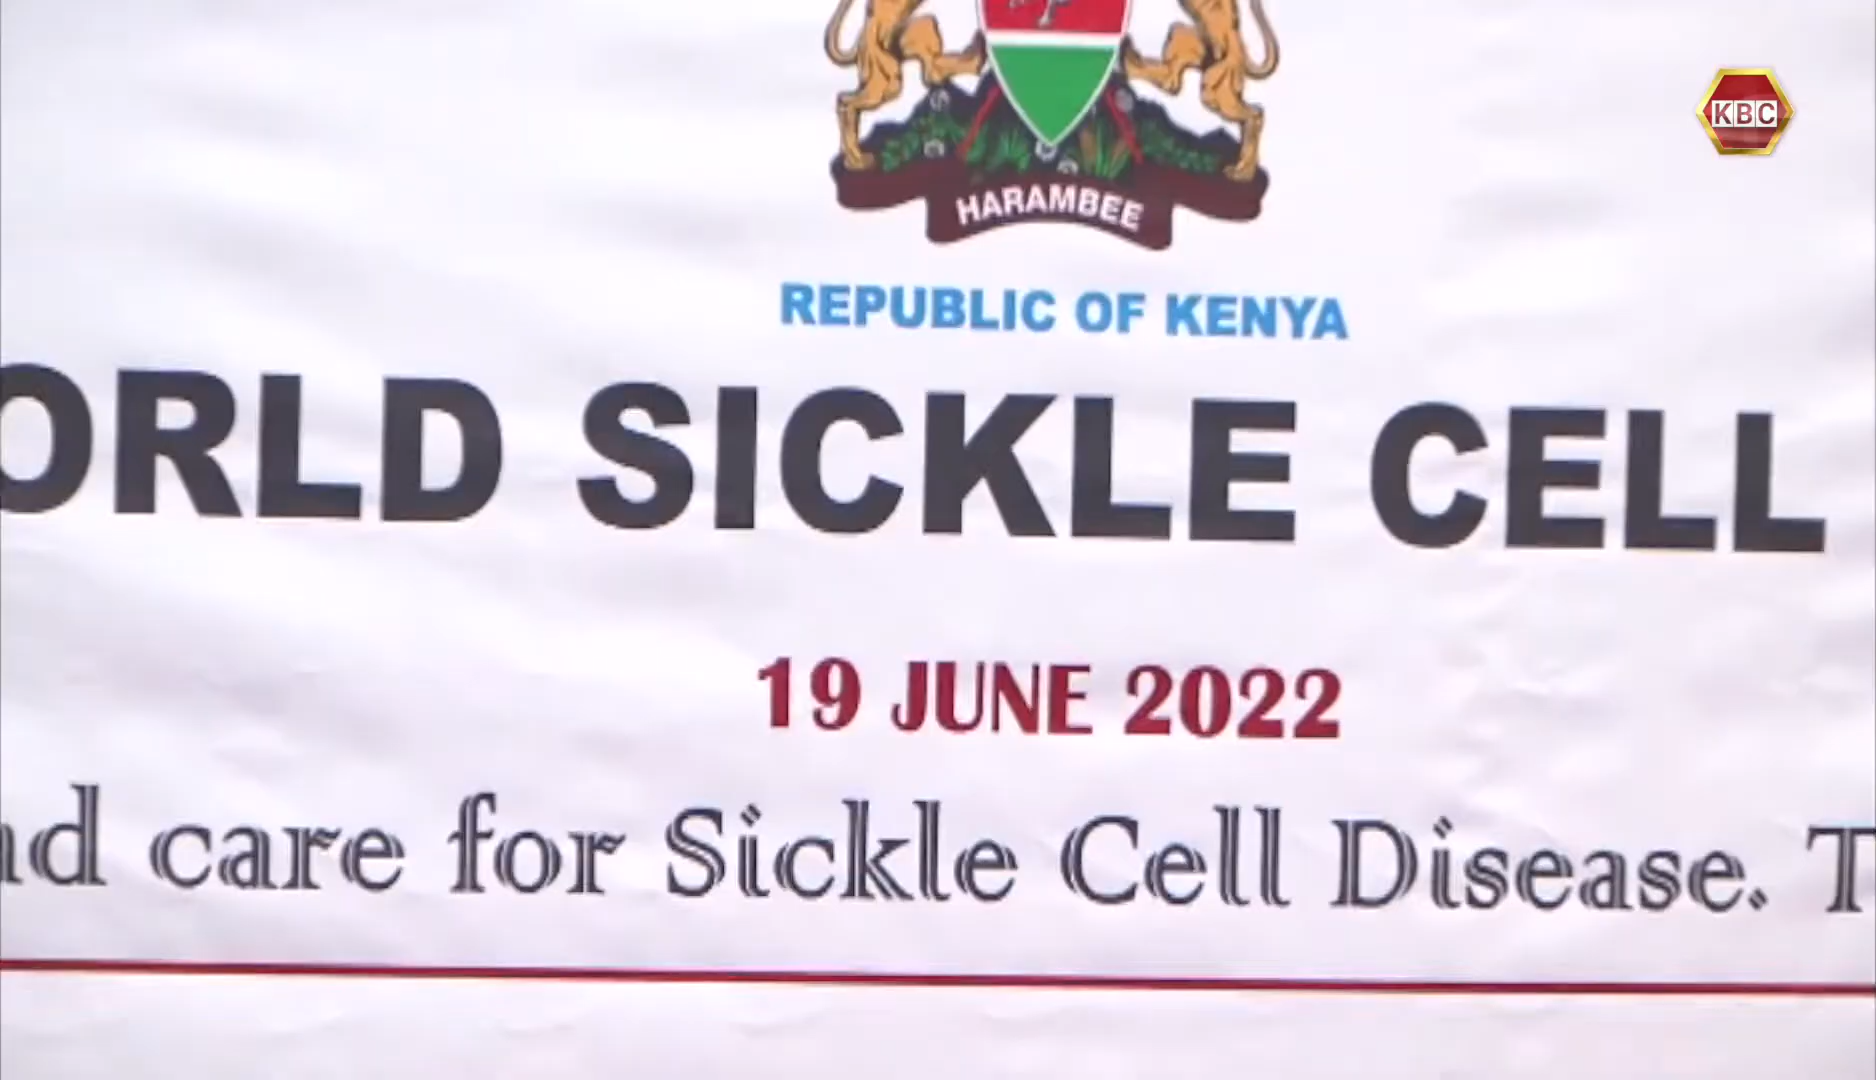 KBC
HARAMBEE
REPUBLIC OF KENYA
ORLD SICKLE CELL
19 JUNE 2022
nd care for Sickle Cell Disease. T